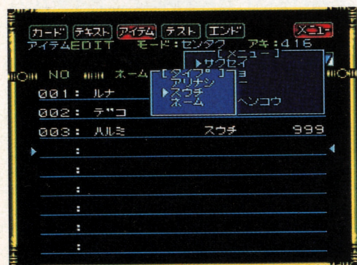 カード テキスト アイテム テスト エンド メニュー
アイテムEDIT モード:センタク アキ:416
[メニュー]
▶サクセイ
NO ネーム
[タイプ]
アリナシ
▶スウチ
ネーム
ヘンコウ
001: ルナ
002: デコ
003: ハルミ スウチ 999